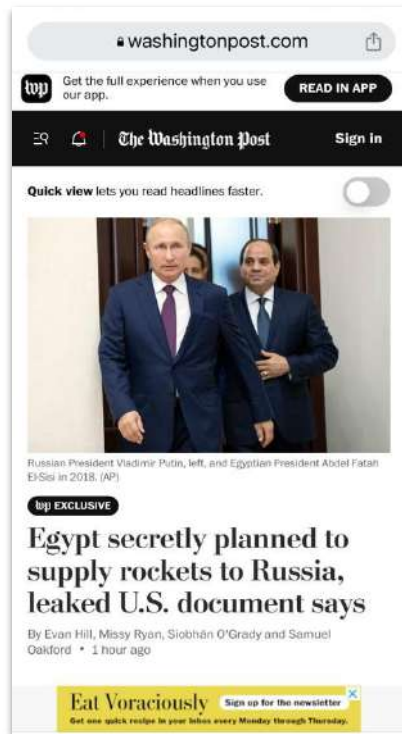 washingtonpost.com
wp
Get the full experience when you use
our app.
READ IN APP
The Washington Post
Sign in
Quick view lets you read headlines faster.
Russian President Vladimir Putin, left, and Egyptian President Abdel Fatah
El-Sisi in 2018. (AP)
wp EXCLUSIVE
Egypt secretly planned to
supply rockets to Russia,
leaked U.S. document says
By Evan Hill, Missy Ryan, Siobhán O'Grady and Samuel
Oakford • 1 hour ago
Eat Voraciously
Sign up for the newsletter
Get one quick recipe in your inbox every Monday through Thursday.